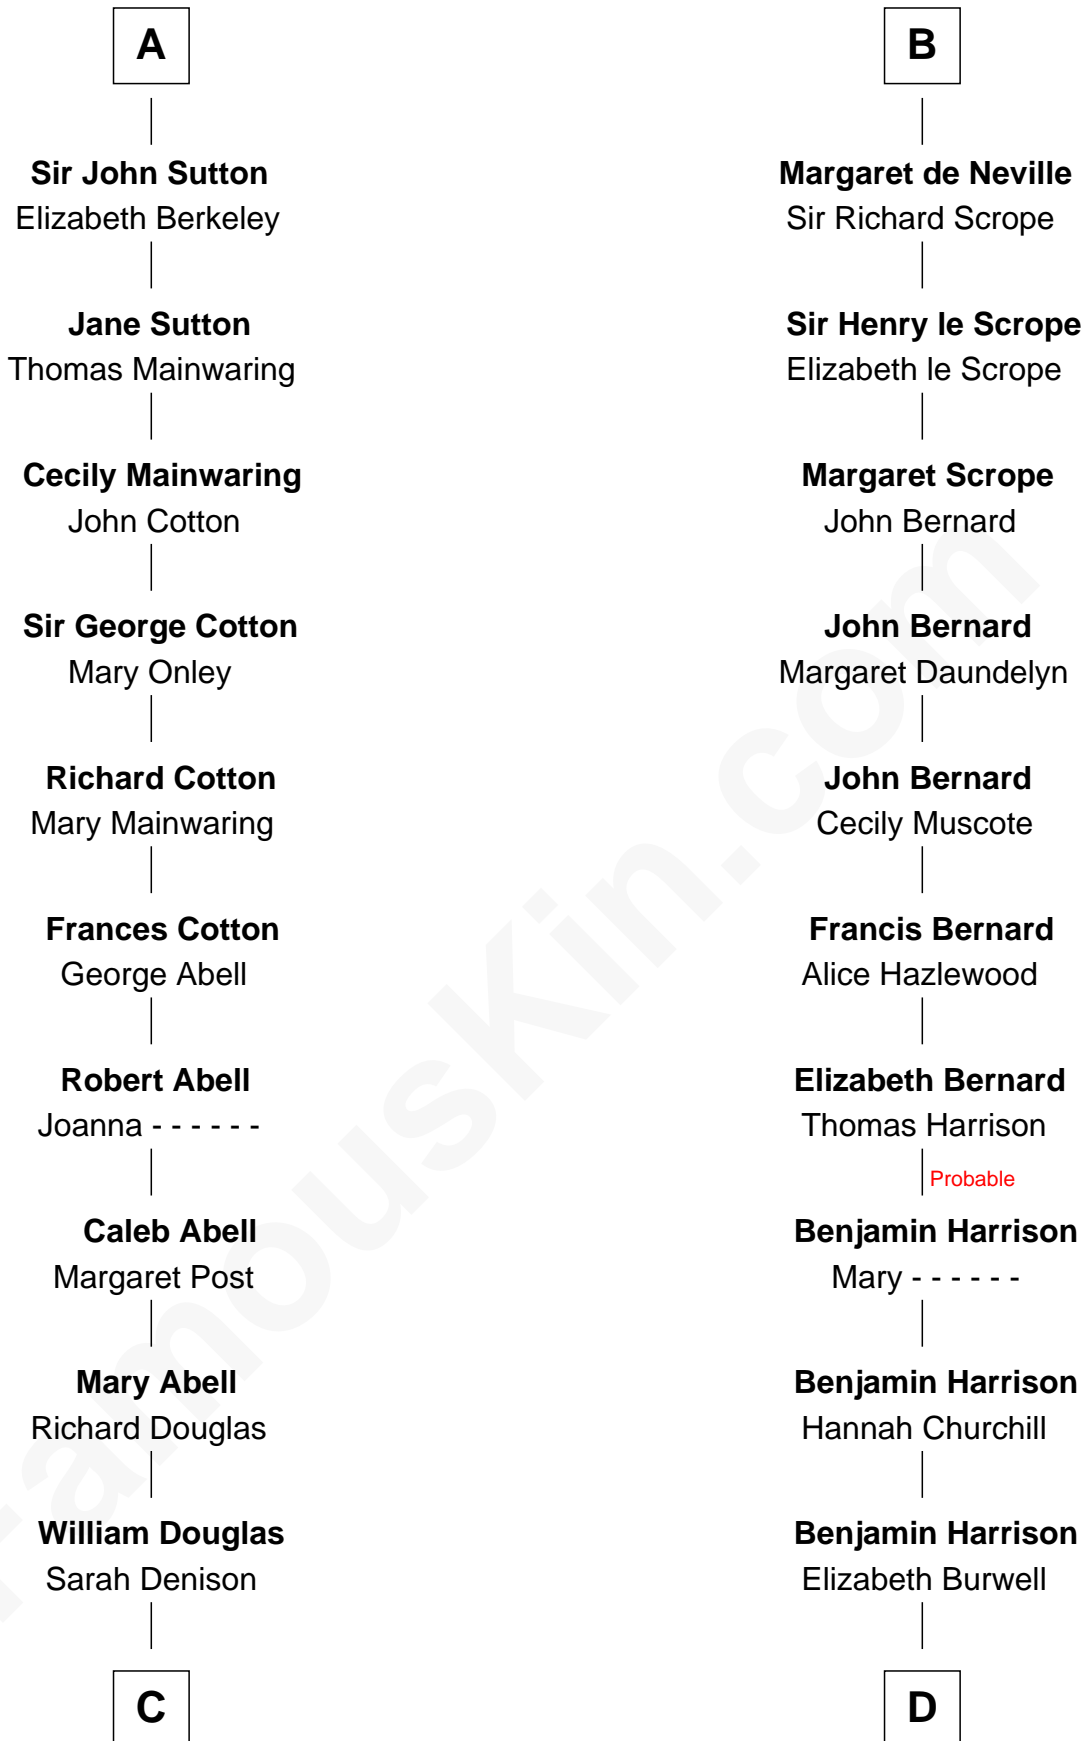 A
Sir John Sutton
Elizabeth Berkeley
Jane Sutton
Thomas Mainwaring
Cecily Mainwaring
John Cotton
Sir George Cotton
Mary Onley
Richard Cotton
Mary Mainwaring
Frances Cotton
George Abell
Robert Abell
Joanna - - - - - -
Caleb Abell
Margaret Post
Mary Abell
Richard Douglas
William Douglas
Sarah Denison
C
B
Margaret de Neville
Sir Richard Scrope
Sir Henry le Scrope
Elizabeth le Scrope
Margaret Scrope
John Bernard
John Bernard
Margaret Daundelyn
John Bernard
Cecily Muscote
Francis Bernard
Alice Hazlewood
Elizabeth Bernard
Thomas Harrison
Probable
Benjamin Harrison
Mary - - - - - -
Benjamin Harrison
Hannah Churchill
Benjamin Harrison
Elizabeth Burwell
D
FamousKin.com